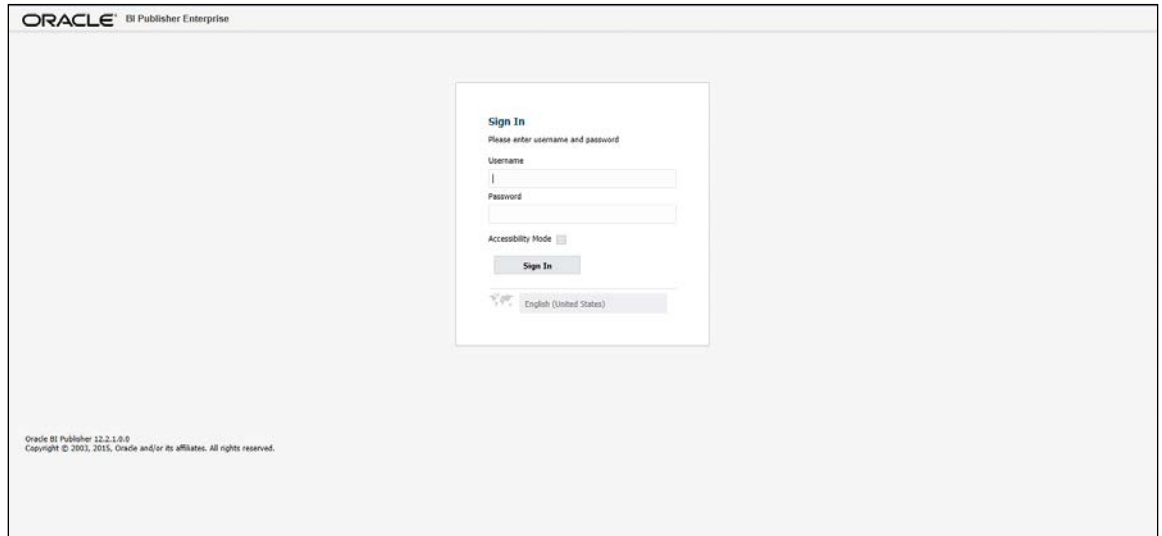 ORACLE® BI Publisher Enterprise
Sign In
Please enter username and password
Username
Password
Accessibility Mode
Sign In
English (United States)
Oracle BI Publisher 12.2.1.0.0
Copyright © 2003, 2015, Oracle and/or its affiliates. All rights reserved.